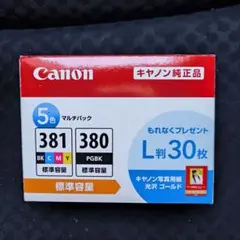 Canon
キヤノン純正品
5色 マルチパック
381 380
BK C M Y PGBK
標準容量 標準容量
標準容量
もれなくプレゼント
L判30枚
キヤノン写真用紙
光沢 ゴールド